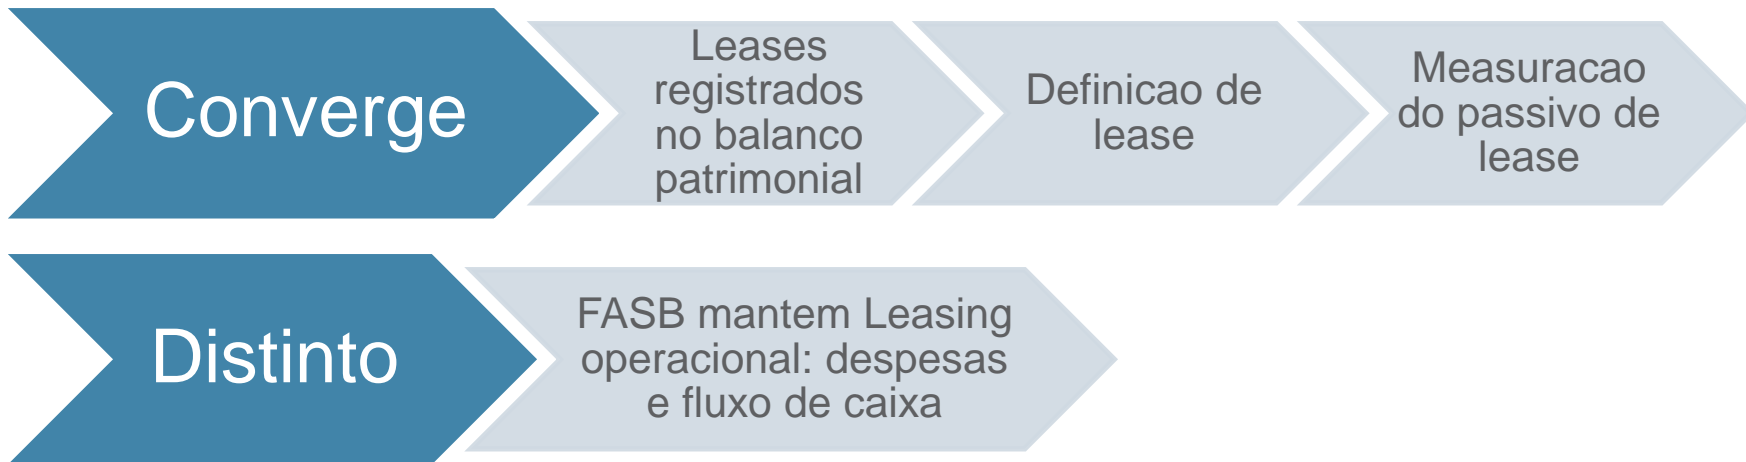 Converge
Leases
registrados
no balanco
patrimonial
Definicao de
lease
Measuracao
do passivo de
lease
Distinto
FASB mantem Leasing
operacional: despesas
e fluxo de caixa